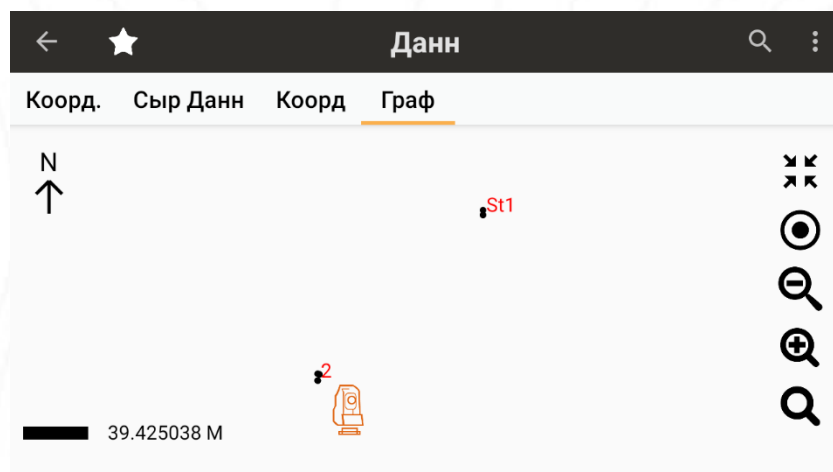 Данн
Коорд. Сыр Данн Коорд Граф
N
St1
2
39.425038 М